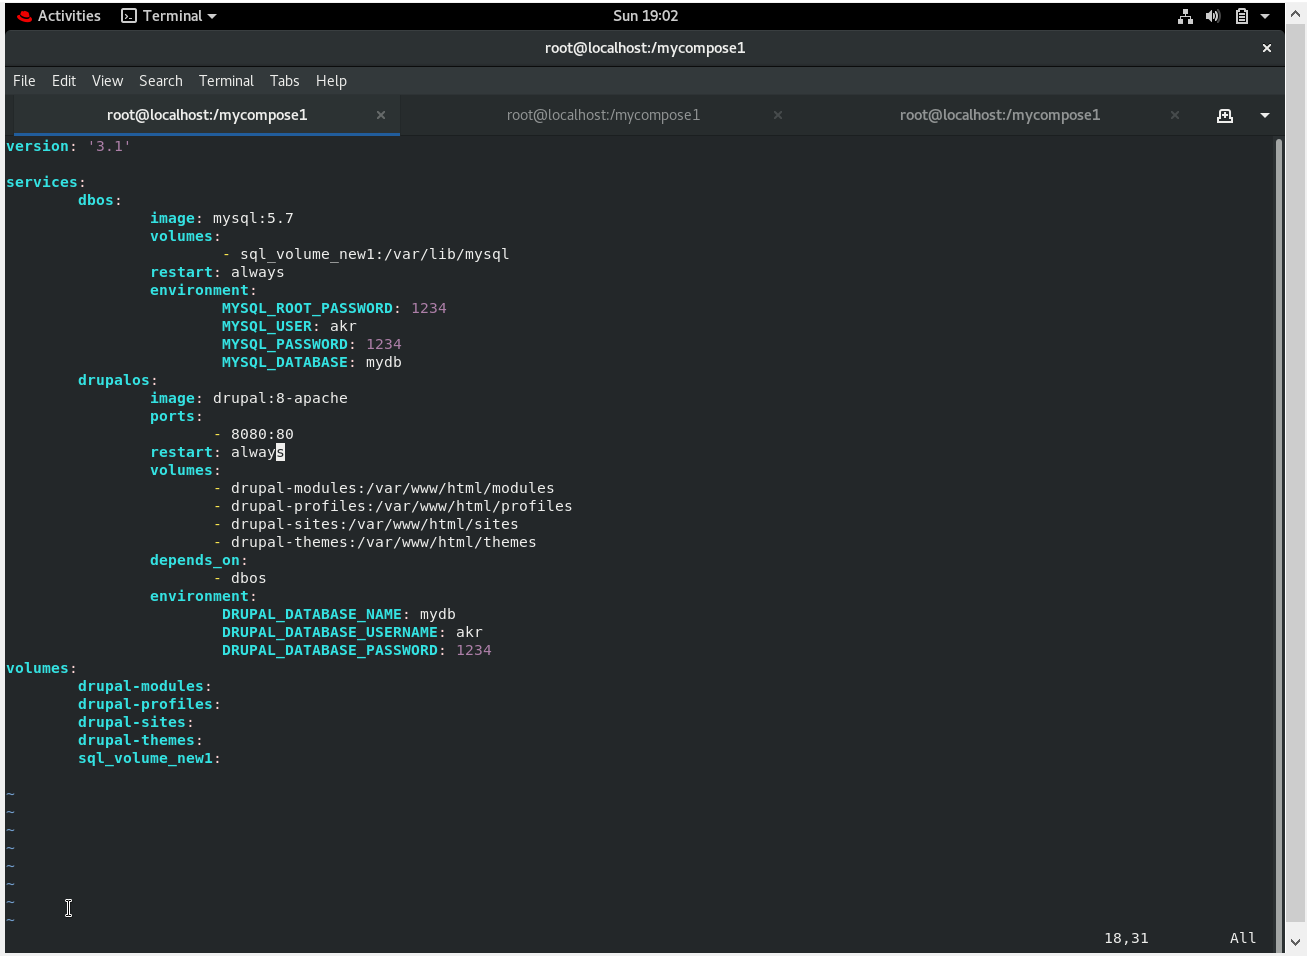 Activities Terminal Sun 19:02
root@localhost:/mycompose1
File Edit View Search Terminal Tabs Help
root@localhost:/mycompose1 root@localhost:/mycompose1 root@localhost:/mycompose1
version: '3.1'

services:
        dbos:
                image: mysql:5.7
                volumes:
                        - sql_volume_new1:/var/lib/mysql
                restart: always
                environment:
                        MYSQL_ROOT_PASSWORD: 1234
                        MYSQL_USER: akr
                        MYSQL_PASSWORD: 1234
                        MYSQL_DATABASE: mydb
        drupalos:
                image: drupal:8-apache
                ports:
                       - 8080:80
                restart: always
                volumes:
                       - drupal-modules:/var/www/html/modules
                       - drupal-profiles:/var/www/html/profiles
                       - drupal-sites:/var/www/html/sites
                       - drupal-themes:/var/www/html/themes
                depends_on:
                       - dbos
                environment:
                        DRUPAL_DATABASE_NAME: mydb
                        DRUPAL_DATABASE_USERNAME: akr
                        DRUPAL_DATABASE_PASSWORD: 1234
volumes:
        drupal-modules:
        drupal-profiles:
        drupal-sites:
        drupal-themes:
        sql_volume_new1:

~
~
~
~
~
~
~
~
18,31 All